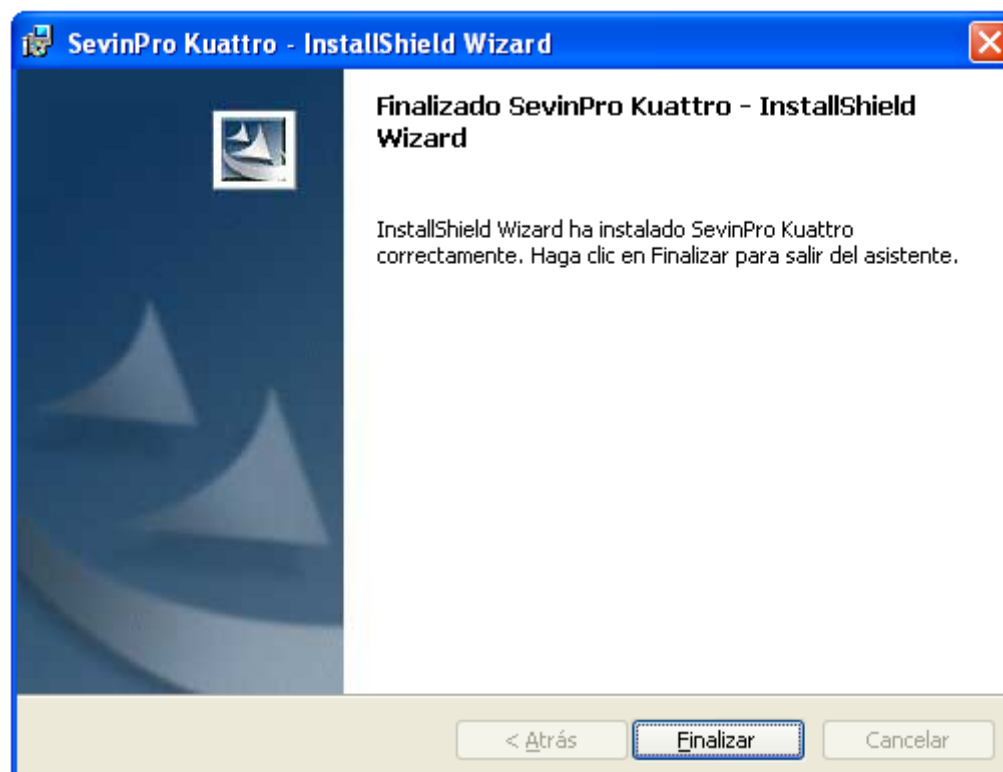 SevinPro Kuattro - InstallShield Wizard
Finalizado SevinPro Kuattro - InstallShield
Wizard
InstallShield Wizard ha instalado SevinPro Kuattro
correctamente. Haga clic en Finalizar para salir del asistente.
< Atrás
Finalizar
Cancelar